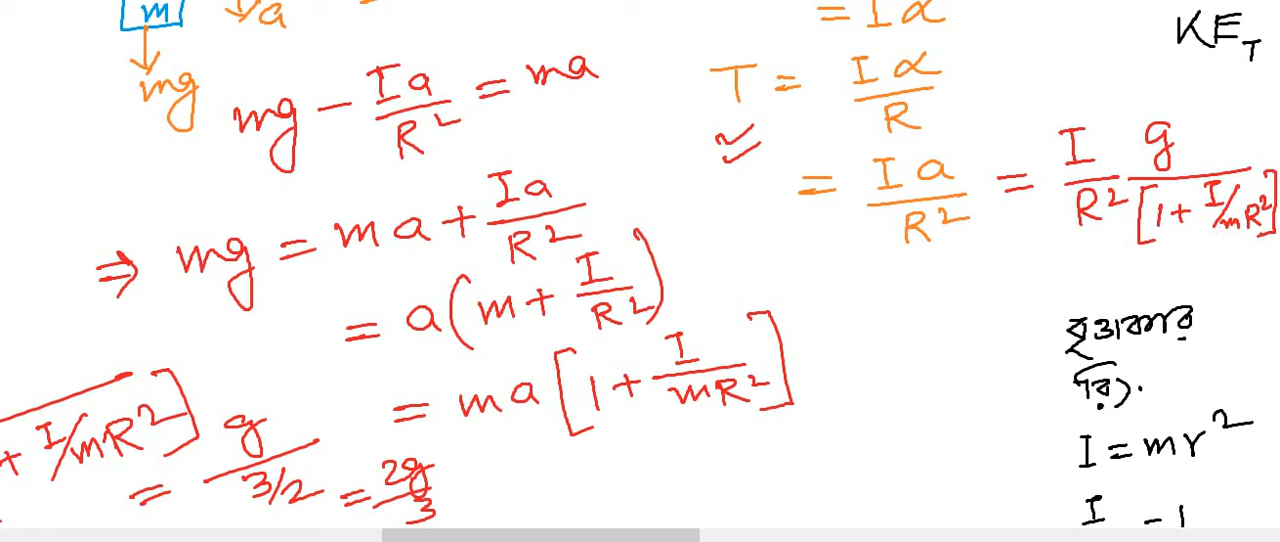 m a
mg
mg - Ia/R² = ma
⇒ mg = ma + Ia/R²
= a(m + I/R²)
= ma[1 + I/mR²]
+ I/mR²] = g/3/2 = 2g/3
= Iα
T = Iα/R
= Ia/R² = I/R² g/[1 + I/mR²]
KE_T
বৃত্তাকার
I = mr²
I - 1